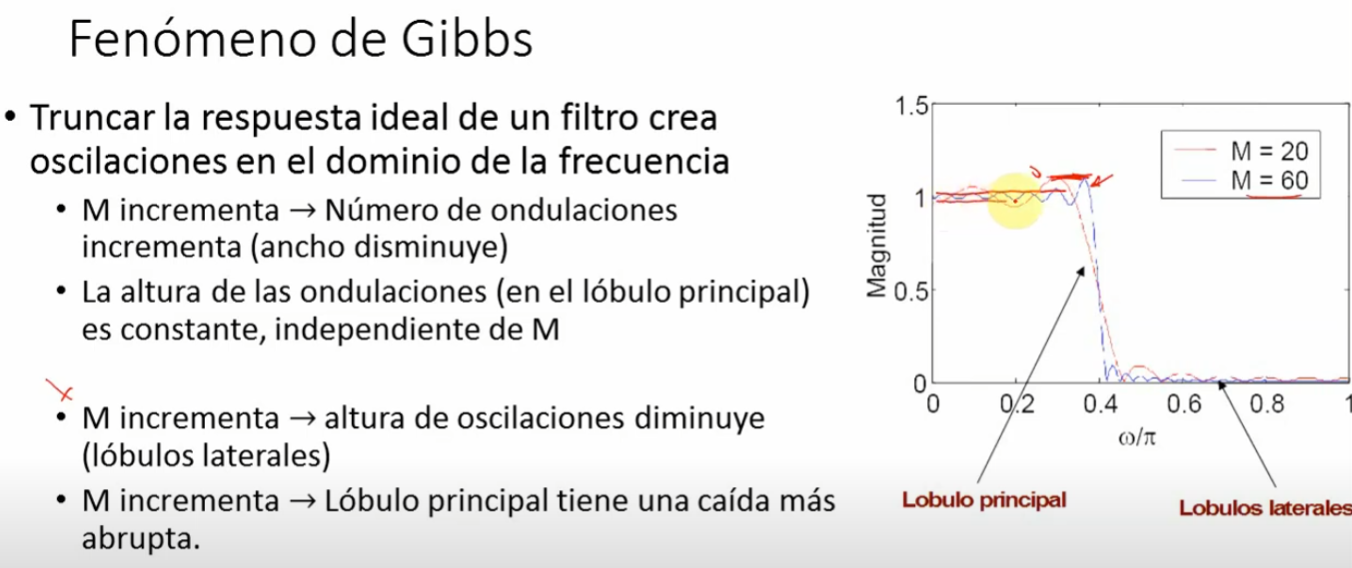 Fenómeno de Gibbs
• Truncar la respuesta ideal de un filtro crea
oscilaciones en el dominio de la frecuencia
• M incrementa → Número de ondulaciones
incrementa (ancho disminuye)
• La altura de las ondulaciones (en el lóbulo principal)
es constante, independiente de M
• M incrementa → altura de oscilaciones diminuye
(lóbulos laterales)
• M incrementa → Lóbulo principal tiene una caída más
abrupta.
1.5
1
0.5
0
Magnitud
M = 20
M = 60
0 0.2 0.4 0.6 0.8 1
ω/π
Lobulo principal
Lobulos laterales